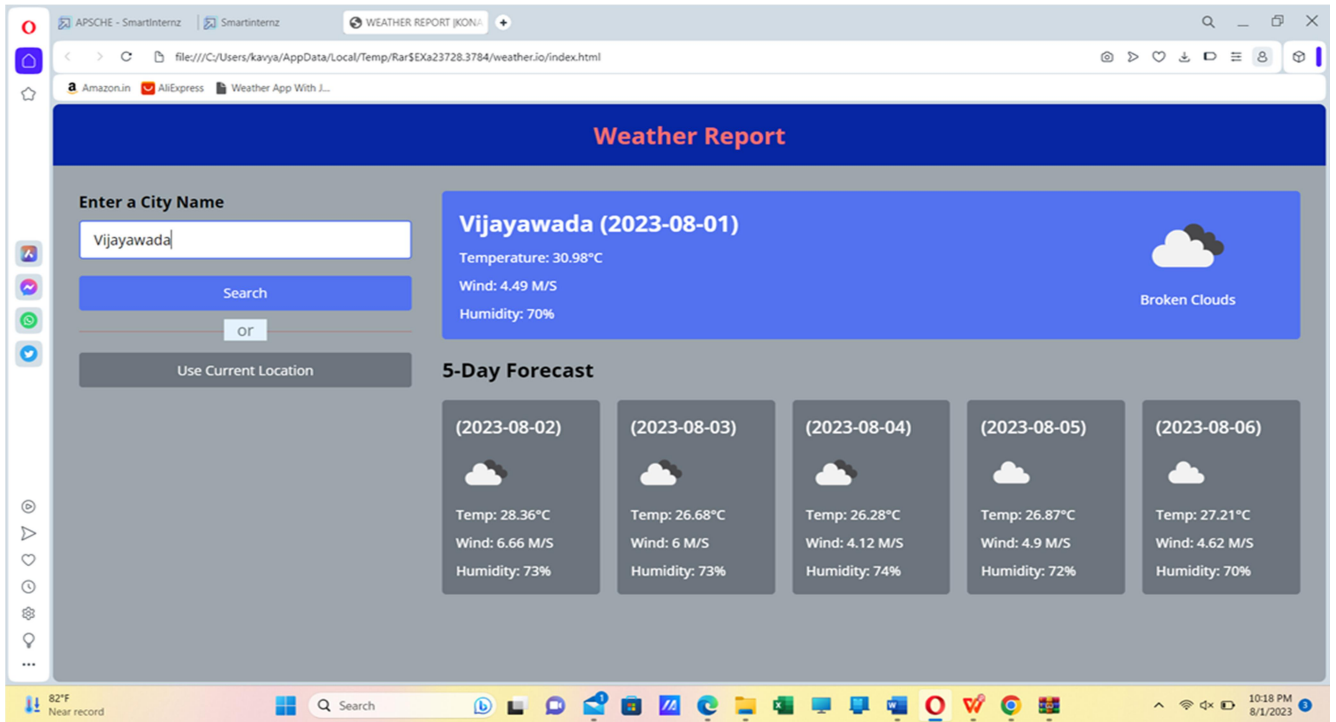 APSCHE - SmartInternz
Smartinternz
WEATHER REPORT |KONA
file:///C:/Users/kavya/AppData/Local/Temp/Rar$EXa23728.3784/weather.io/index.html
Amazon.in AliExpress Weather App With J...
Weather Report
Enter a City Name
Vijayawada
Search
or
Use Current Location
Vijayawada (2023-08-01)
Temperature: 30.98°C
Wind: 4.49 M/S
Humidity: 70%
Broken Clouds
5-Day Forecast
(2023-08-02)
Temp: 28.36°C
Wind: 6.66 M/S
Humidity: 73%
(2023-08-03)
Temp: 26.68°C
Wind: 6 M/S
Humidity: 73%
(2023-08-04)
Temp: 26.28°C
Wind: 4.12 M/S
Humidity: 74%
(2023-08-05)
Temp: 26.87°C
Wind: 4.9 M/S
Humidity: 72%
(2023-08-06)
Temp: 27.21°C
Wind: 4.62 M/S
Humidity: 70%
82°F
Near record
Search
1
10:18 PM
8/1/2023
3